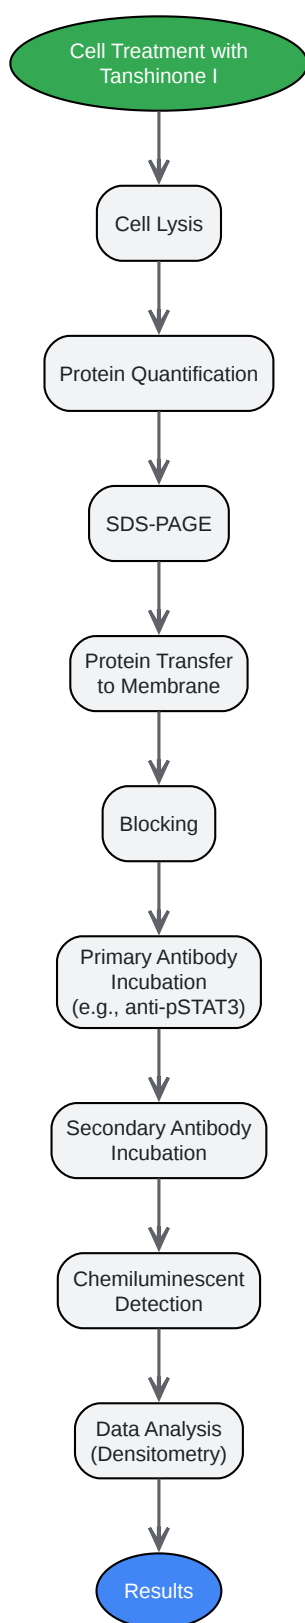 Cell Treatment with
Tanshinone I
Cell Lysis
Protein Quantification
SDS-PAGE
Protein Transfer
to Membrane
Blocking
Primary Antibody
Incubation
(e.g., anti-pSTAT3)
Secondary Antibody
Incubation
Chemiluminescent
Detection
Data Analysis
(Densitometry)
Results